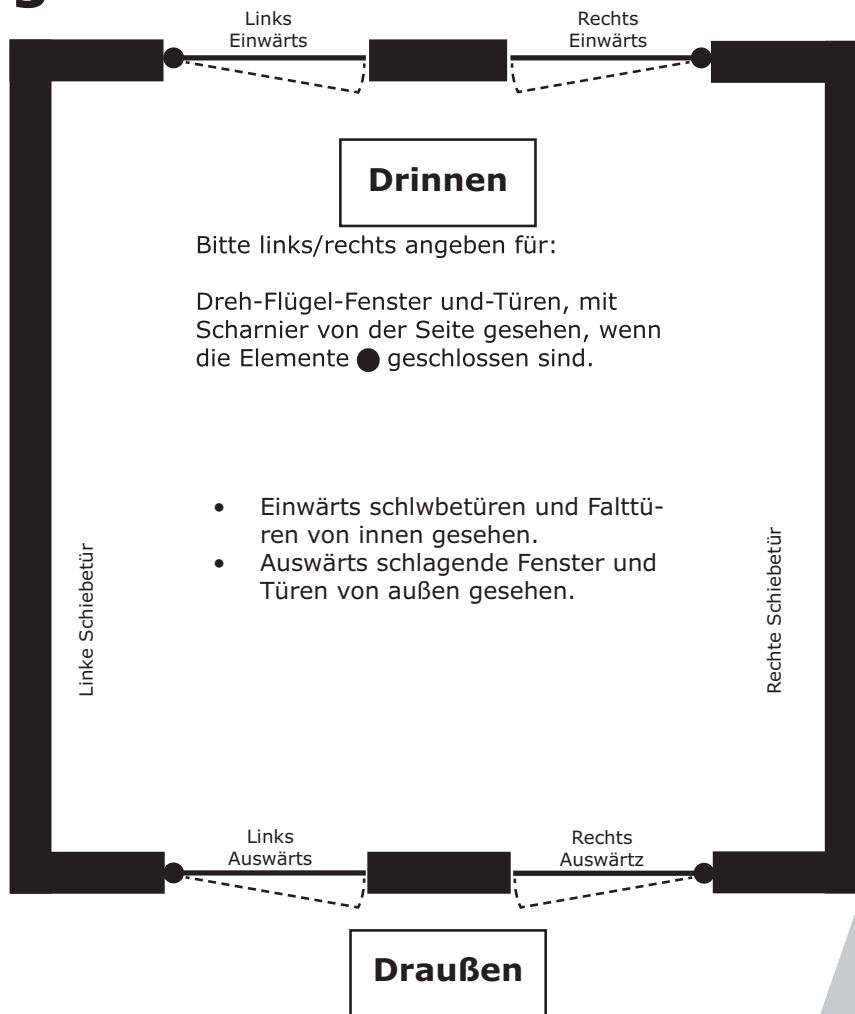 Links
Einwärts
Rechts
Einwärts
Drinnen
Bitte links/rechts angeben für:
Dreh-Flügel-Fenster und-Türen, mit
Scharnier von der Seite gesehen, wenn
die Elemente ● geschlossen sind.
• Einwärts schlwbetüren und Falttü-
ren von innen gesehen.
• Auswärts schlagende Fenster und
Türen von außen gesehen.
Linke Schiebetür
Rechte Schiebetür
Links
Auswärts
Rechts
Auswärtz
Draußen